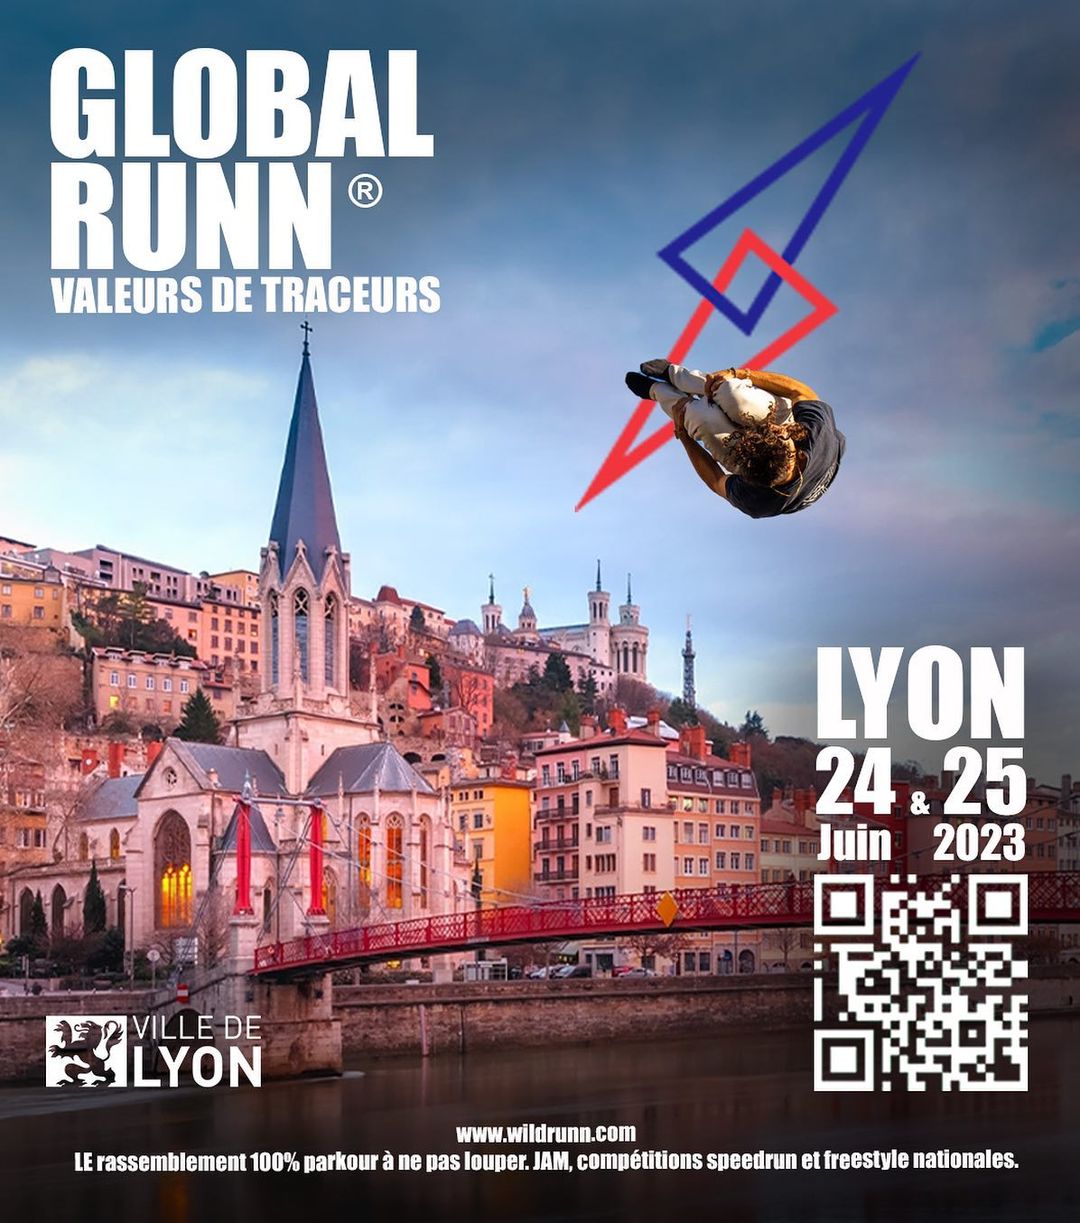 GLOBAL
RUNN ®
VALEURS DE TRACEURS
LYON
24 & 25
Juin 2023
VILLE DE
LYON
www.wildrunn.com
LE rassemblement 100% parkour à ne pas louper. JAM, compétitions speedrun et freestyle nationales.